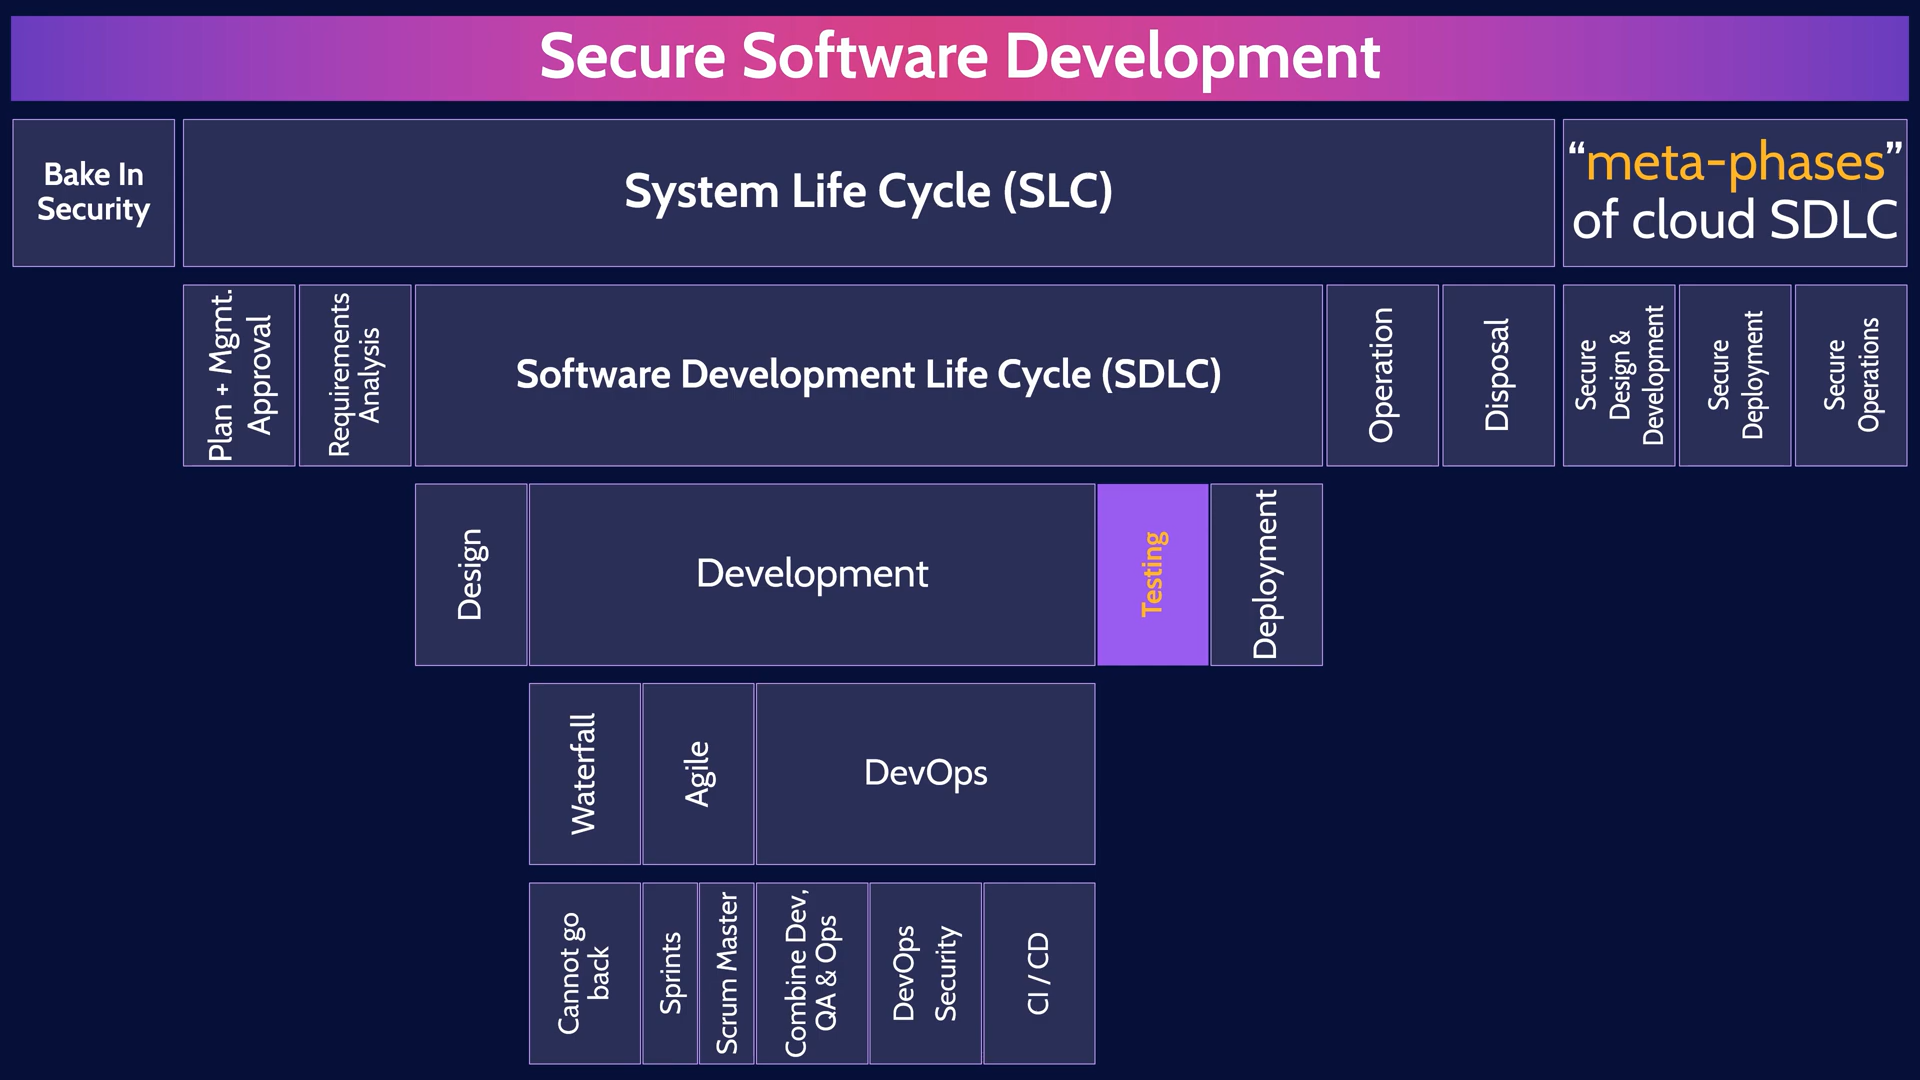 Secure Software Development
Bake In
Security
System Life Cycle (SLC)
“meta-phases”
of cloud SDLC
Plan + Mgmt.
Approval
Requirements
Analysis
Software Development Life Cycle (SDLC)
Operation
Disposal
Secure
Design &
Development
Secure
Deployment
Secure
Operations
Design
Development
Testing
Deployment
Waterfall
Agile
DevOps
Cannot go
back
Sprints
Scrum Master
Combine Dev,
QA & Ops
DevOps
Security
CI / CD